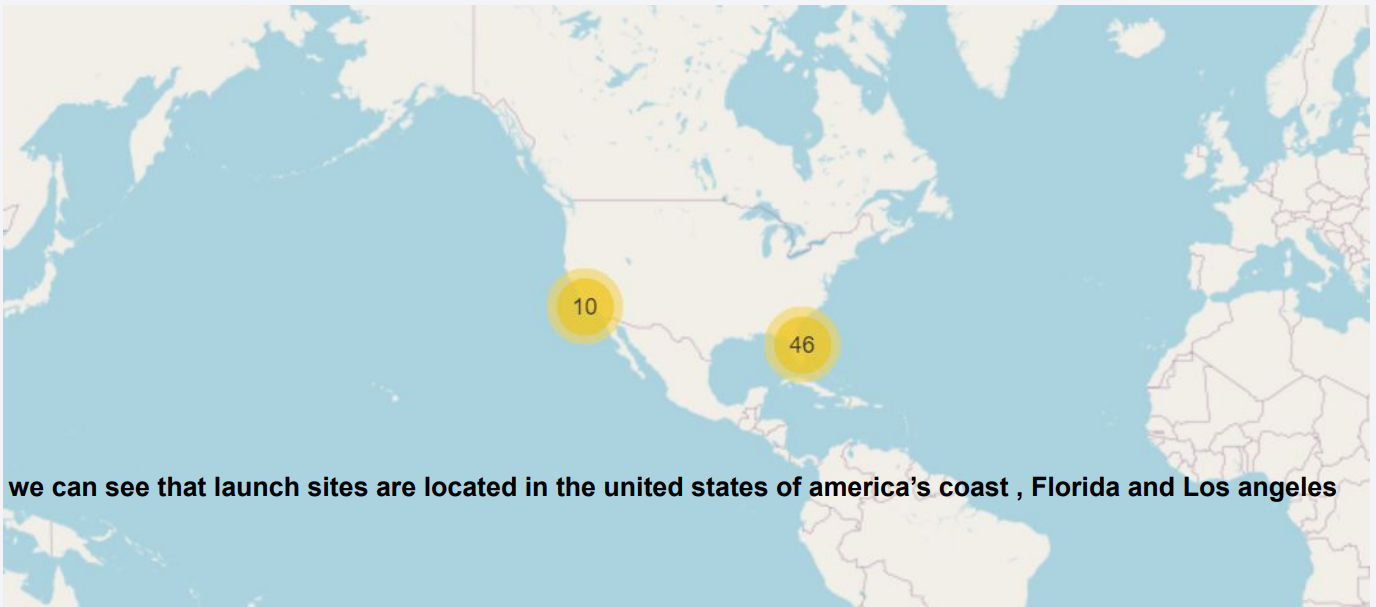 10
46
we can see that launch sites are located in the united states of america’s coast , Florida and Los angeles